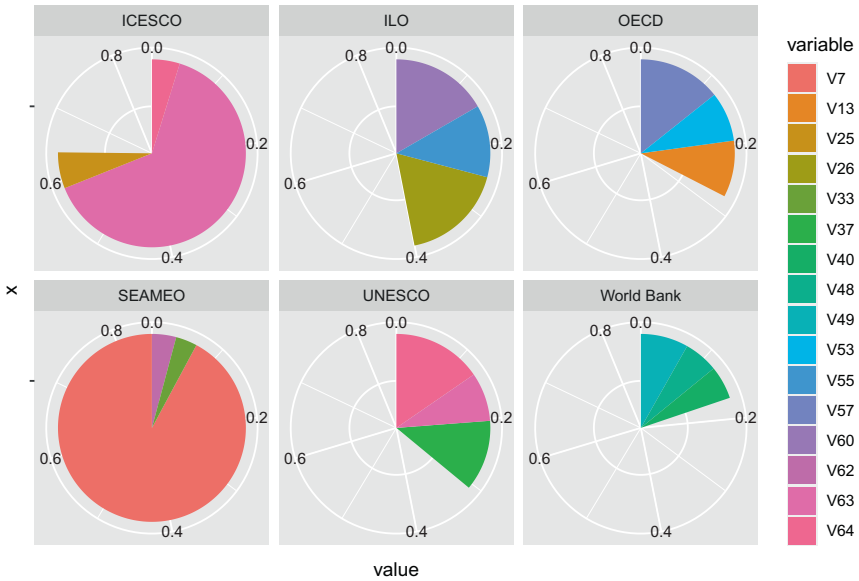 ICESCO
ILO
OECD
variable
0.0
0.2
0.4
0.6
0.8
0.0
0.2
0.4
0.6
0.8
0.0
0.2
0.4
0.6
0.8
SEAMEO
UNESCO
World Bank
0.0
0.2
0.4
0.6
0.8
0.0
0.2
0.4
0.6
0.8
0.0
0.2
0.4
0.6
0.8
x
value
V7
V13
V25
V26
V33
V37
V40
V48
V49
V53
V55
V57
V60
V62
V63
V64